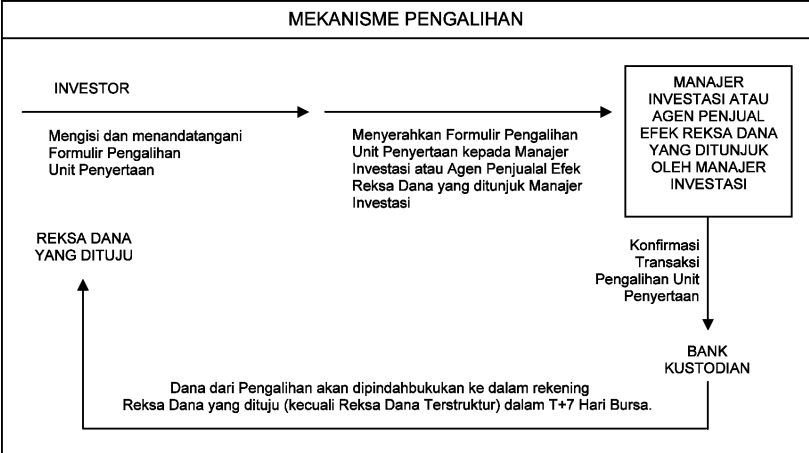 MEKANISME PENGALIHAN
INVESTOR
Mengisi dan menandatangani
Formulir Pengalihan
Unit Penyertaan
Menyerahkan Formulir Pengalihan
Unit Penyertaan kepada Manajer
Investasi atau Agen Penjualal Efek
Reksa Dana yang ditunjuk Manajer
Investasi
MANAJER
INVESTASI ATAU
AGEN PENJUAL
EFEK REKSA DANA
YANG DITUNJUK
OLEH MANAJER
INVESTASI
Konfirmasi
Transaksi
Pengalihan Unit
Penyertaan
BANK
KUSTODIAN
Dana dari Pengalihan akan dipindahbukukan ke dalam rekening
Reksa Dana yang dituju (kecuali Reksa Dana Terstruktur) dalam T+7 Hari Bursa.
REKSA DANA
YANG DITUJU